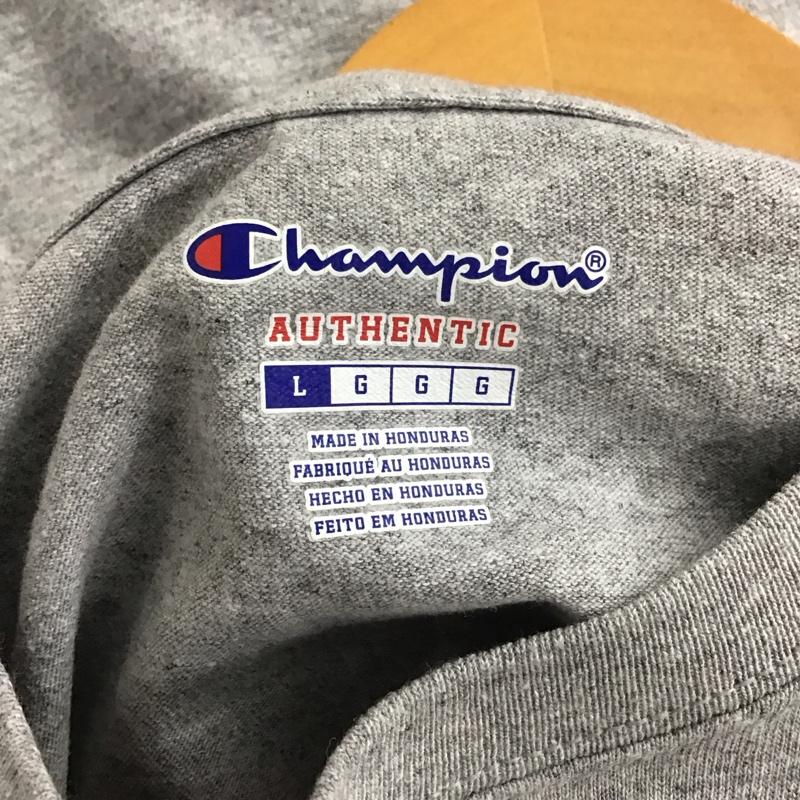 Champion®
AUTHENTIC
L G G G
MADE IN HONDURAS
FABRIQUÉ AU HONDURAS
HECHO EN HONDURAS
FEITO EM HONDURAS